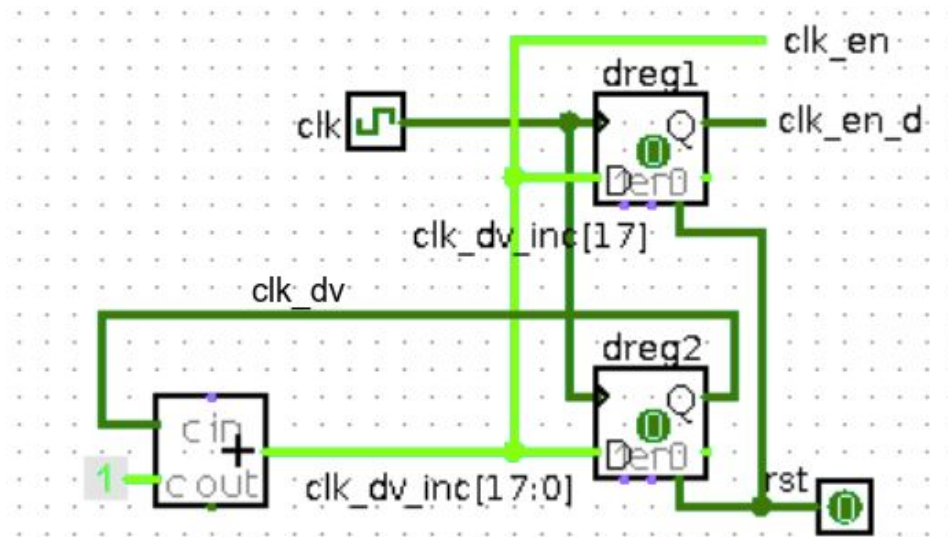 clk_en
dreg1
clk
Q
clk_en_d
0
D en 0
clk_dv_inc[17]
clk_dv
dreg2
Q
c in
+
0
D en 0
1
c out
clk_dv_inc[17:0]
rst
0